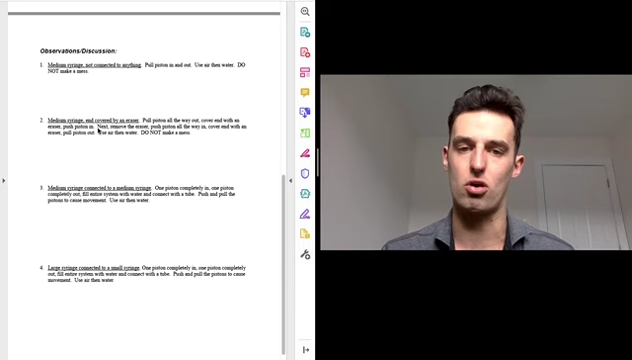 Observations/Discussion:
1. Medium syringe, not connected to anything. Pull piston in and out. Use air then water. DO
NOT make a mess.
2. Medium syringe, end covered by an eraser. Pull piston all the way out, cover end with an
eraser, push piston in. Next, remove the eraser, push piston all the way in, cover end with an
eraser, pull piston out. Use air then water. DO NOT make a mess.
3. Medium syringe connected to a medium syringe. One piston completely in, one piston
completely out, fill entire system with water and connect with a tube. Push and pull the
pistons to cause movement. Use air then water.
4. Large syringe connected to a small syringe. One piston completely in, one piston completely
out, fill entire system with water and connect with a tube. Push and pull the pistons to cause
movement. Use air then water